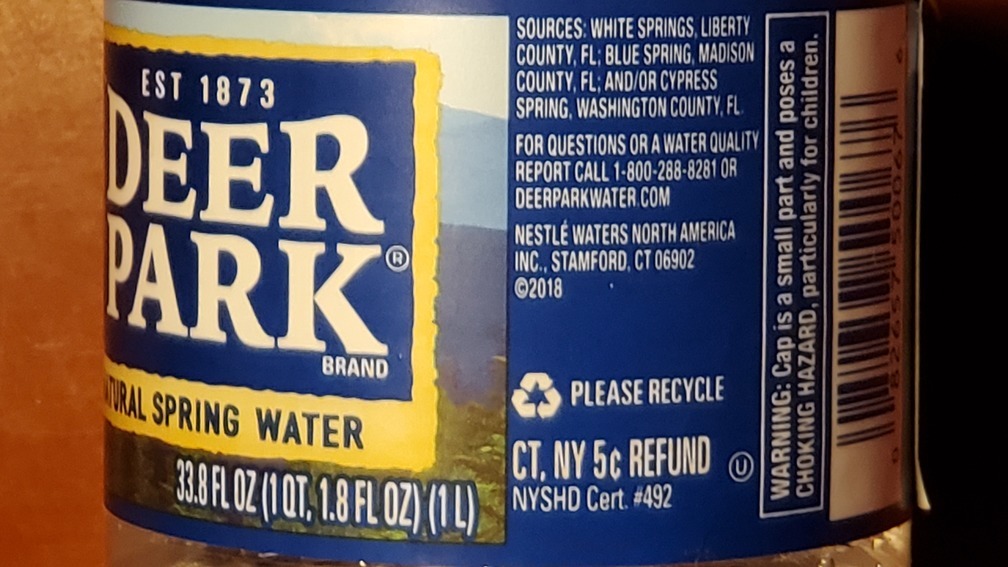 EST 1873
DEER
PARK®
BRAND
SPRING WATER
33.8 FL OZ (1 QT, 1.8 FL OZ) (1 L)
SOURCES: WHITE SPRINGS, LIBERTY
COUNTY, FL; BLUE SPRING, MADISON
COUNTY, FL; AND/OR CYPRESS
SPRING, WASHINGTON COUNTY, FL.
FOR QUESTIONS OR A WATER QUALITY
REPORT CALL 1-800-288-8281 OR
DEERPARKWATER.COM
NESTLÉ WATERS NORTH AMERICA
INC., STAMFORD, CT 06902
©2018
PLEASE RECYCLE
CT, NY 5¢ REFUND
U
NYSHD Cert. #492
WARNING: Cap is a small part and poses a
CHOKING HAZARD, particularly for children.